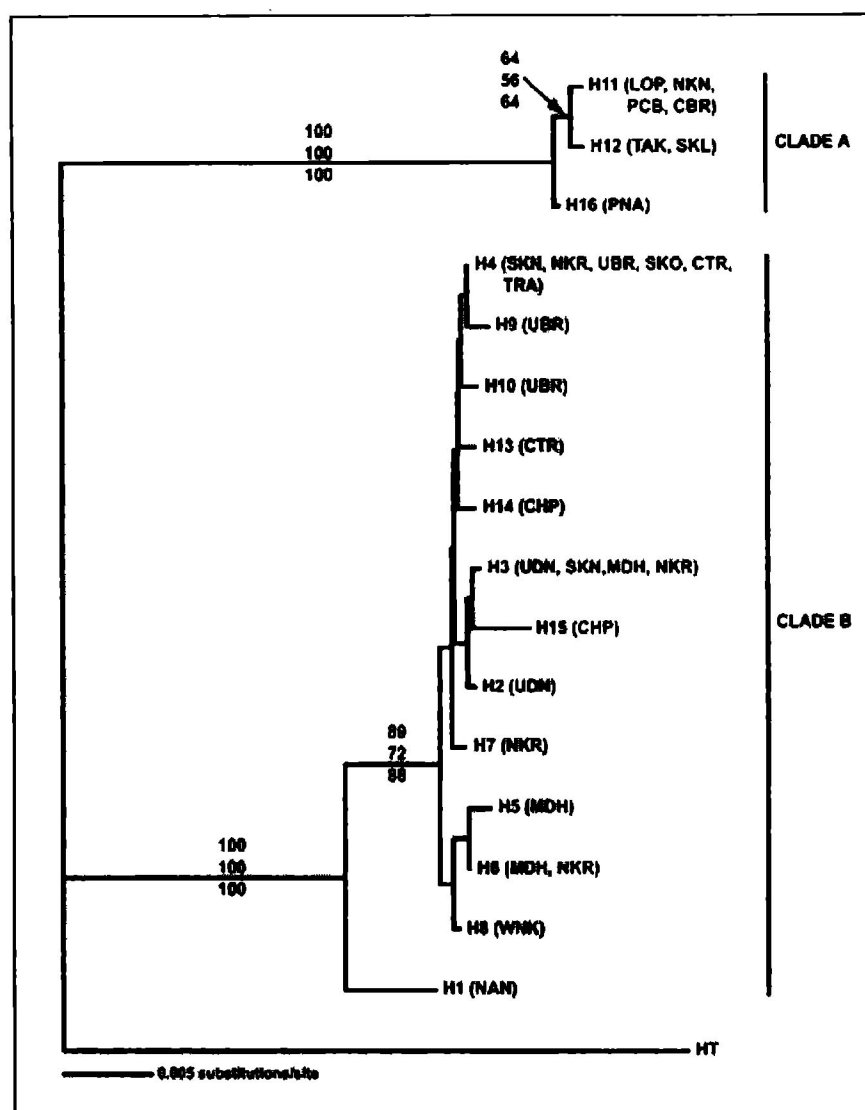 64
56
64
H11 (LOP, NKN,
PCB, CBR)
100
100
100
H12 (TAK, SKL)
CLADE A
H16 (PNA)
H4 (SKN, NKR, UBR, SKO, CTR,
TRA)
H9 (UBR)
H10 (UBR)
H13 (CTR)
H14 (CHP)
H3 (UDN, SKN,MDH, NKR)
H15 (CHP)
CLADE B
H2 (UDN)
89
72
88
H7 (NKR)
H5 (MDH)
100
100
100
H6 (MDH, NKR)
H8 (WNK)
H1 (NAN)
HT
0.005 substitutions/site